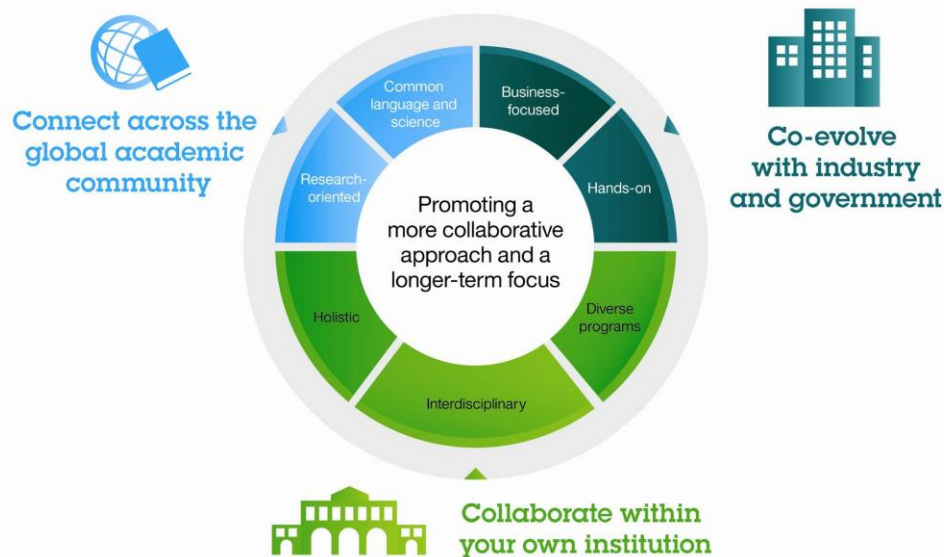 Connect across the
global academic
community
Common
language and
science
Research-
oriented
Business-
focused
Hands-on
Co-evolve
with industry
and government
Promoting a
more collaborative
approach and a
longer-term focus
Holistic
Interdisciplinary
Diverse
programs
Collaborate within
your own institution